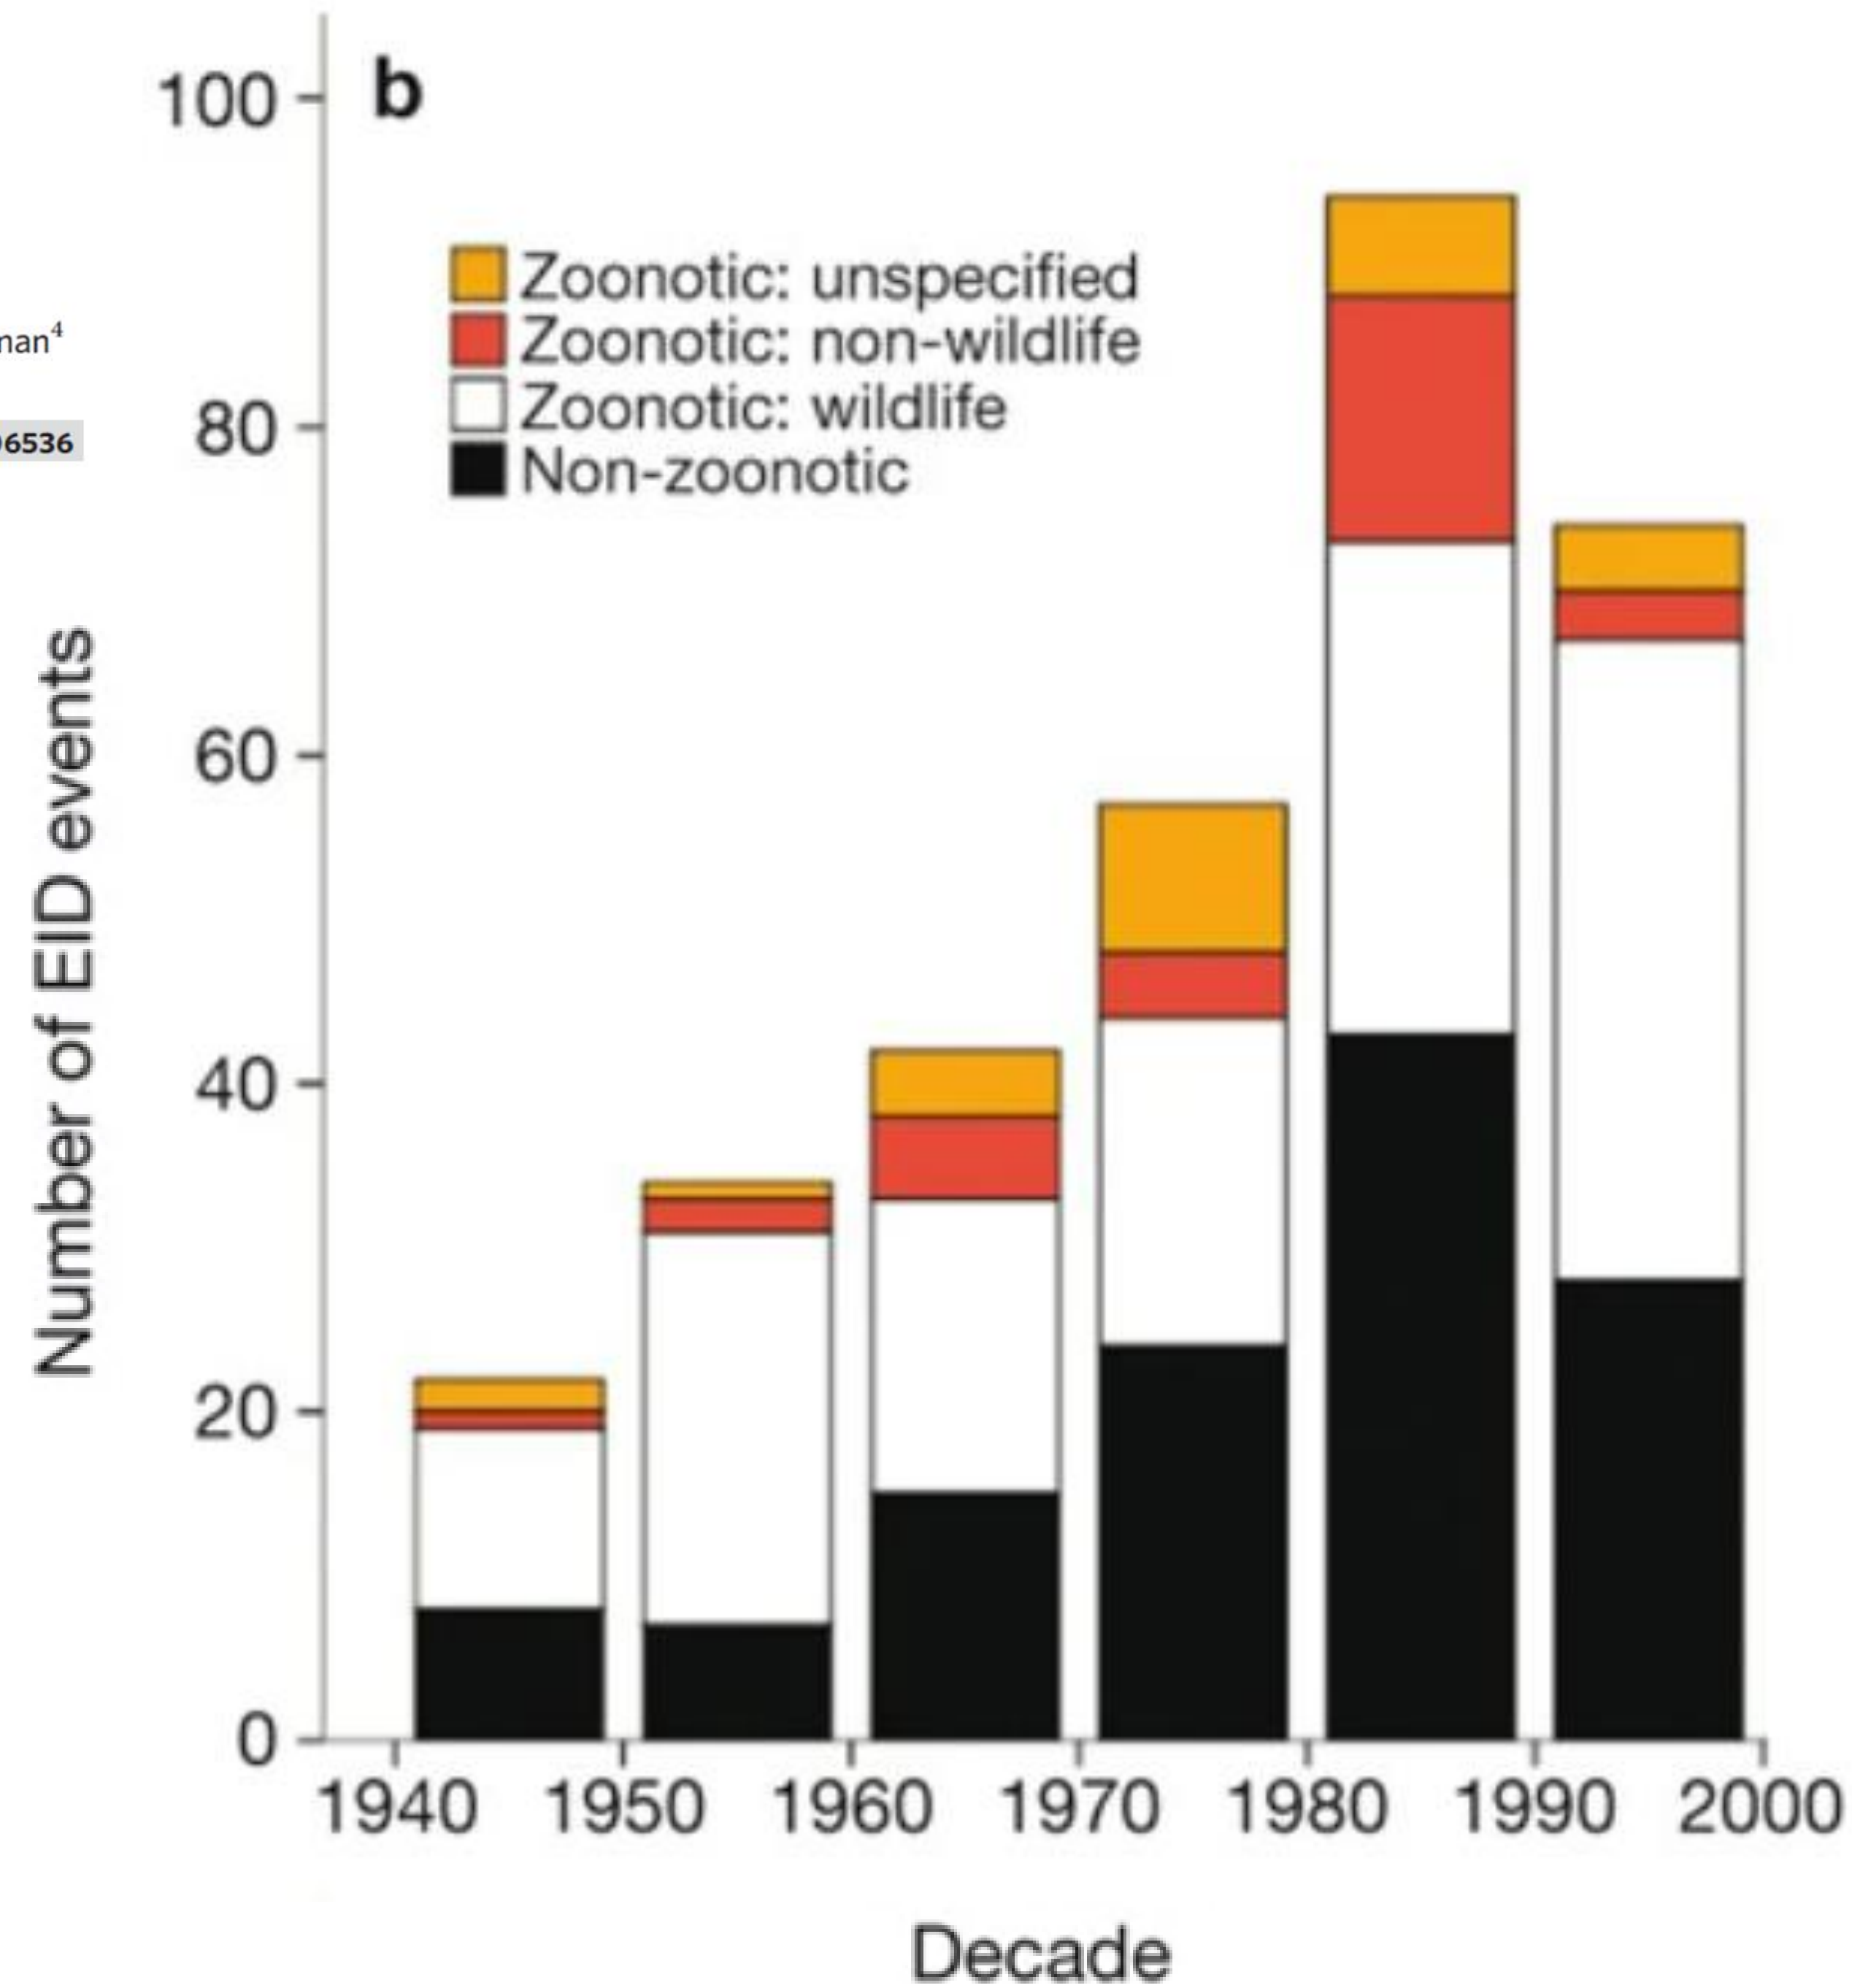 100
b
Zoonotic: unspecified
Zoonotic: non-wildlife
Zoonotic: wildlife
Non-zoonotic
man⁴
80
06536
60
Number of EID events
40
20
0
1940 1950 1960 1970 1980 1990 2000
Decade